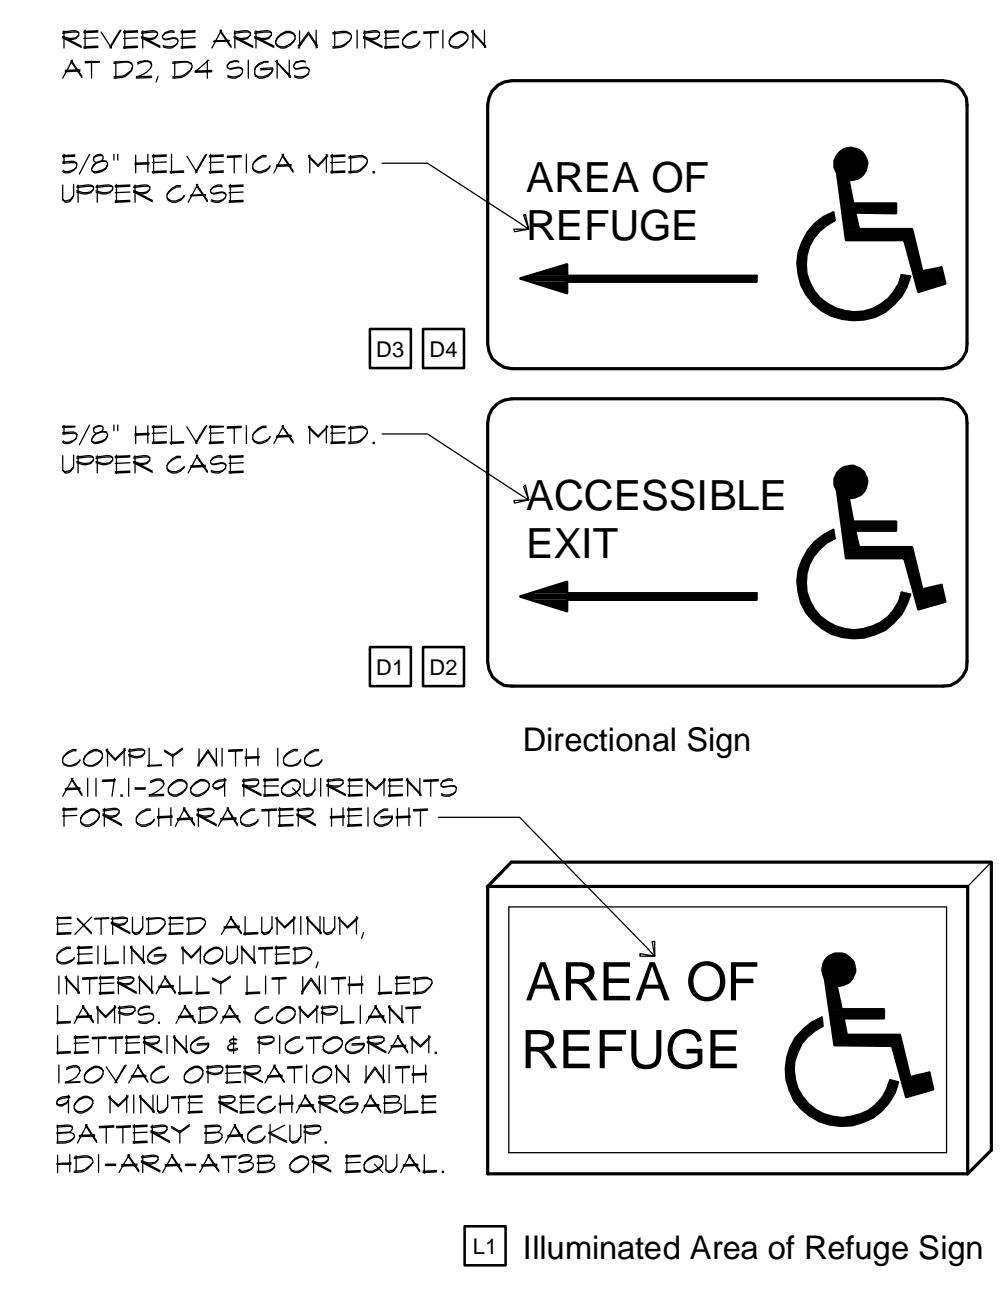 REVERSE ARROW DIRECTION
AT D2, D4 SIGNS
5/8" HELVETICA MED.
UPPER CASE
AREA OF
REFUGE
D3 D4
5/8" HELVETICA MED.
UPPER CASE
ACCESSIBLE
EXIT
D1 D2
Directional Sign
COMPLY WITH ICC
A117.1-2009 REQUIREMENTS
FOR CHARACTER HEIGHT
EXTRUDED ALUMINUM,
CEILING MOUNTED,
INTERNALLY LIT WITH LED
LAMPS. ADA COMPLIANT
LETTERING & PICTOGRAM.
120VAC OPERATION WITH
90 MINUTE RECHARGABLE
BATTERY BACKUP.
HDI-ARA-AT3B OR EQUAL.
AREA OF
REFUGE
L1 Illuminated Area of Refuge Sign